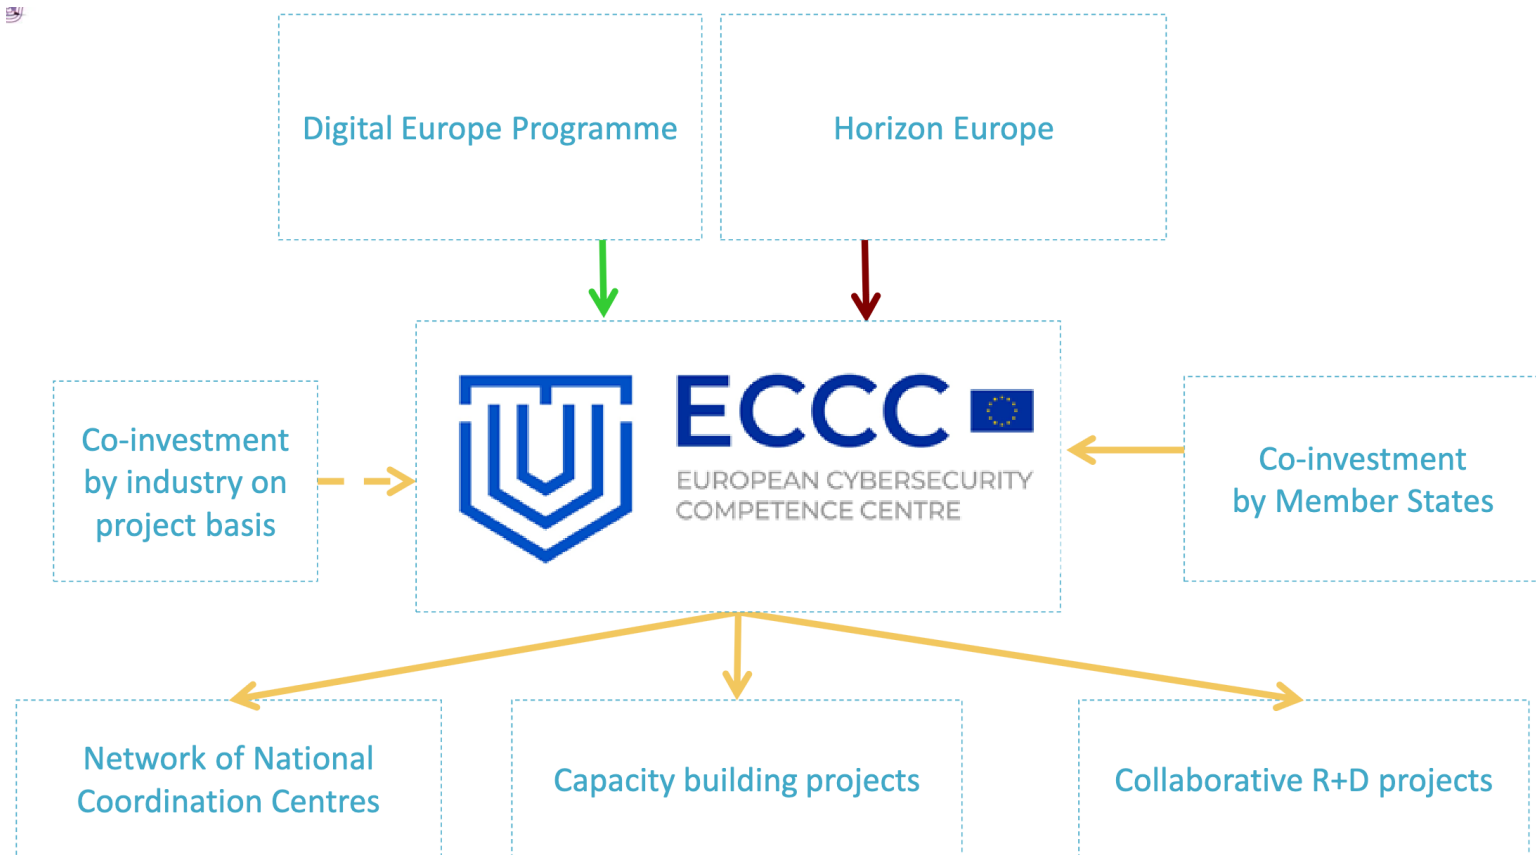 Digital Europe Programme
Horizon Europe
Co-investment
by industry on
project basis
ECCC
EUROPEAN CYBERSECURITY
COMPETENCE CENTRE
Co-investment
by Member States
Network of National
Coordination Centres
Capacity building projects
Collaborative R+D projects